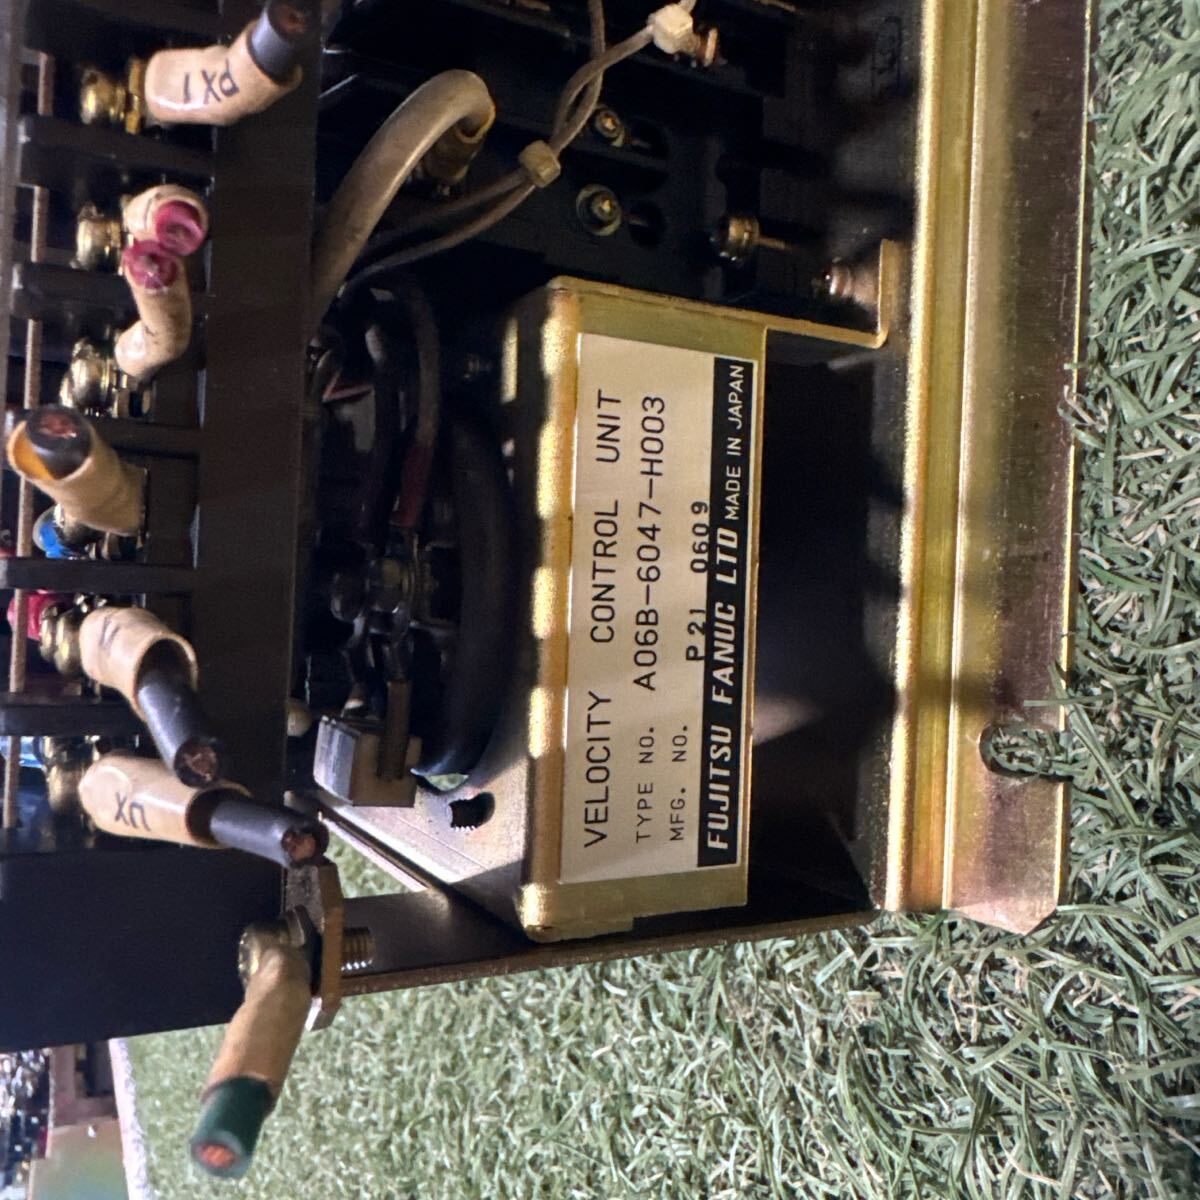 VELOCITY CONTROL UNIT
TYPE NO. A06B-6047-H003
MFG. NO. P21 0609
FUJITSU FANUC LTD MADE IN JAPAN
PX1